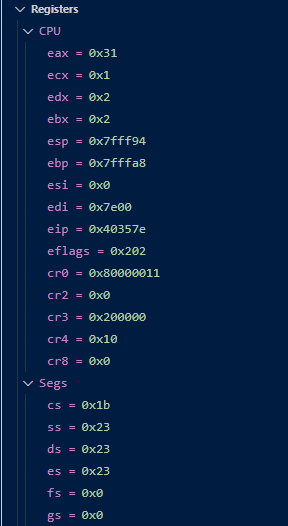 Registers
CPU
eax = 0x31
ecx = 0x1
edx = 0x2
ebx = 0x2
esp = 0x7fff94
ebp = 0x7fffa8
esi = 0x0
edi = 0x7e00
eip = 0x40357e
eflags = 0x202
cr0 = 0x80000011
cr2 = 0x0
cr3 = 0x200000
cr4 = 0x10
cr8 = 0x0
Segs
cs = 0x1b
ss = 0x23
ds = 0x23
es = 0x23
fs = 0x0
gs = 0x0